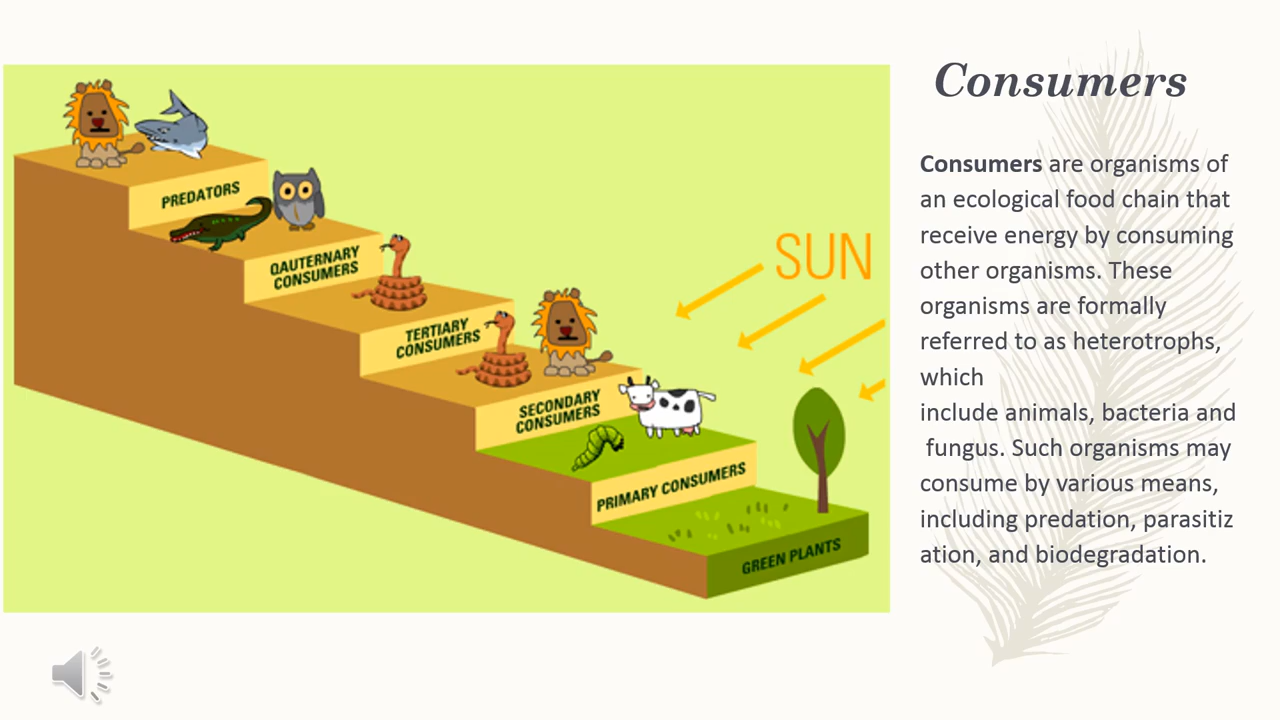 Consumers
Consumers are organisms of
an ecological food chain that
receive energy by consuming
other organisms. These
organisms are formally
referred to as heterotrophs,
which
include animals, bacteria and
fungus. Such organisms may
consume by various means,
including predation, parasitiz
ation, and biodegradation.
SUN
PREDATORS
QAUTERNARY
CONSUMERS
TERTIARY
CONSUMERS
SECONDARY
CONSUMERS
PRIMARY CONSUMERS
GREEN PLANTS